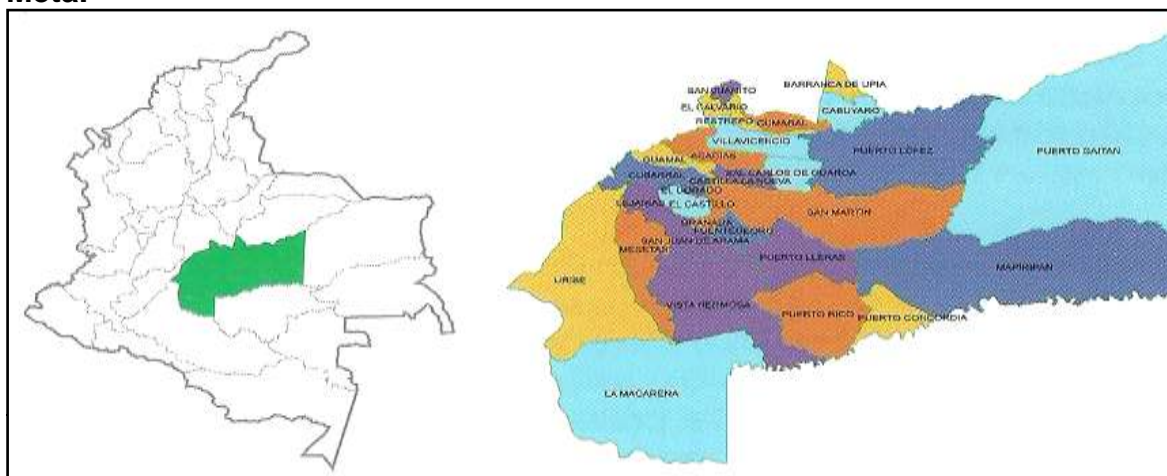 Meta.
BARRANCA DE UPIA
SAN JUANITO
EL CALVARIO
CABUYARO
RESTREPO
CUMARAL
VILLAVICENCIO
PUERTO LÓPEZ
PUERTO GAITAN
GUAMAL
ACACIAS
CUBARRAL
SAN CARLOS DE GUAROA
CASTILLA LA NUEVA
EL DORADO
LEJANIAS
EL CASTILLO
SAN MARTIN
GRANADA
FUENTEDEORO
SAN JUAN DE ARAMA
MESETAS
PUERTO LLERAS
MAPIRIPAN
URIBE
VISTA HERMOSA
PUERTO RICO
PUERTO CONCORDIA
LA MACARENA